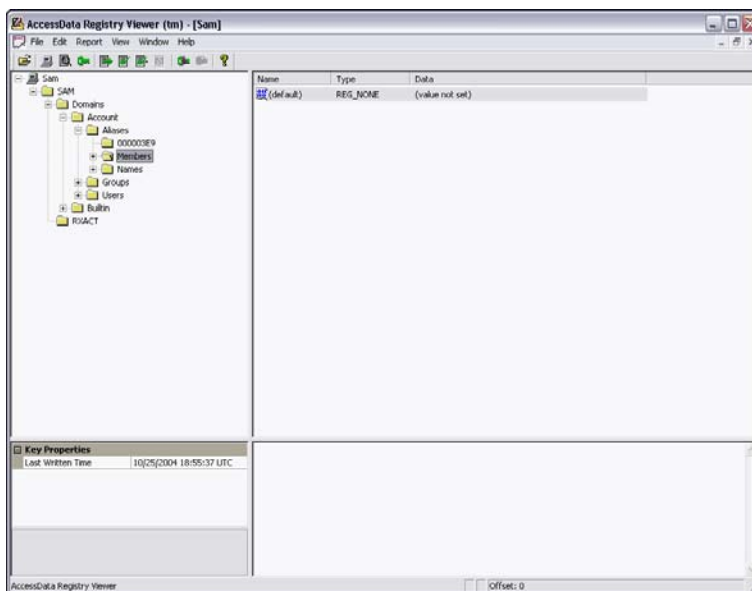 AccessData Registry Viewer (tm) - [Sam]
File Edit Report View Window Help
Sam
SAM
Domains
Account
Aliases
000003E9
Members
Names
Groups
Users
Builtin
RXACT
Name Type Data
(default) REG_NONE (value not set)
Key Properties
Last Written Time 10/25/2004 18:55:37 UTC
AccessData Registry Viewer Offset: 0